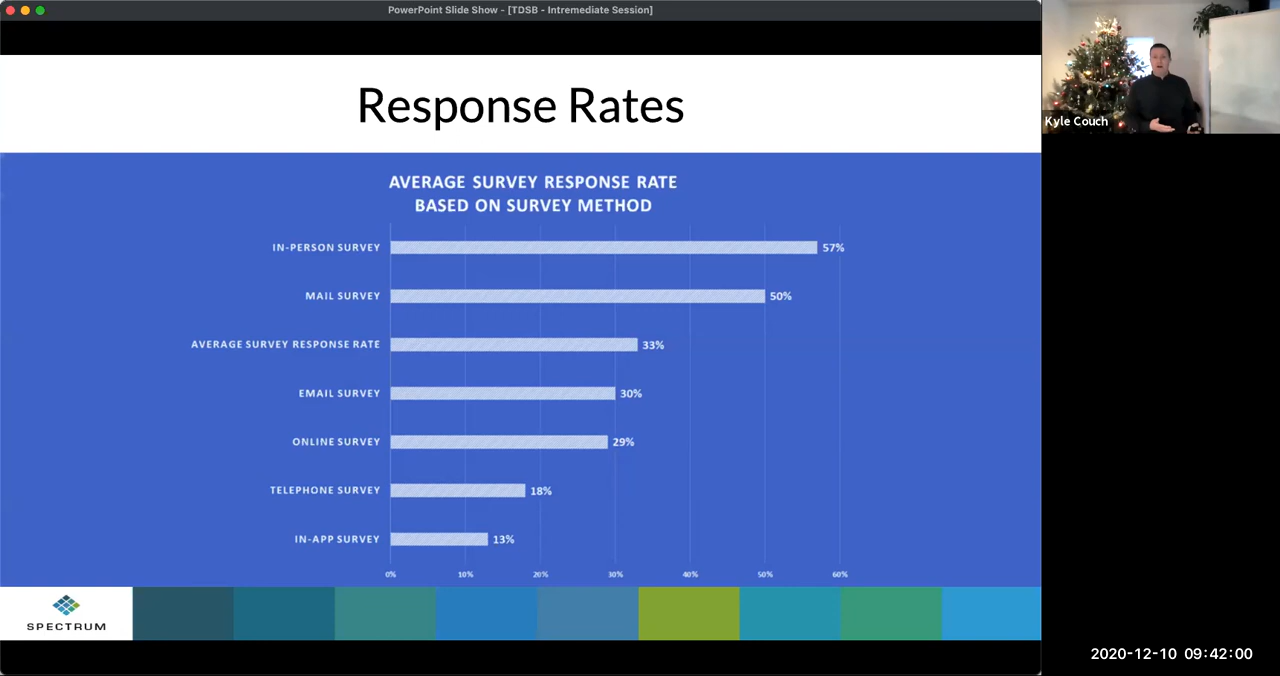 PowerPoint Slide Show - [TDSB - Intremediate Session]
Response Rates
AVERAGE SURVEY RESPONSE RATE
BASED ON SURVEY METHOD
IN-PERSON SURVEY 57%
MAIL SURVEY 50%
AVERAGE SURVEY RESPONSE RATE 33%
EMAIL SURVEY 30%
ONLINE SURVEY 29%
TELEPHONE SURVEY 18%
IN-APP SURVEY 13%
0% 10% 20% 30% 40% 50% 60%
SPECTRUM
Kyle Couch
2020-12-10 09:42:00